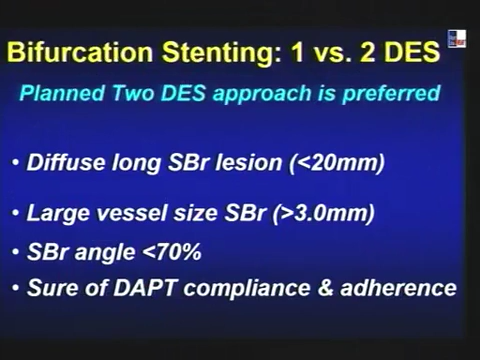 Bifurcation Stenting: 1 vs. 2 DES
Planned Two DES approach is preferred
• Diffuse long SBr lesion (<20mm)
• Large vessel size SBr (>3.0mm)
• SBr angle <70%
• Sure of DAPT compliance & adherence